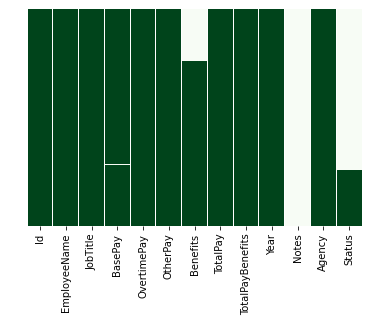 Id
EmployeeName
JobTitle
BasePay
OvertimePay
OtherPay
Benefits
TotalPay
TotalPayBenefits
Year
Notes
Agency
Status